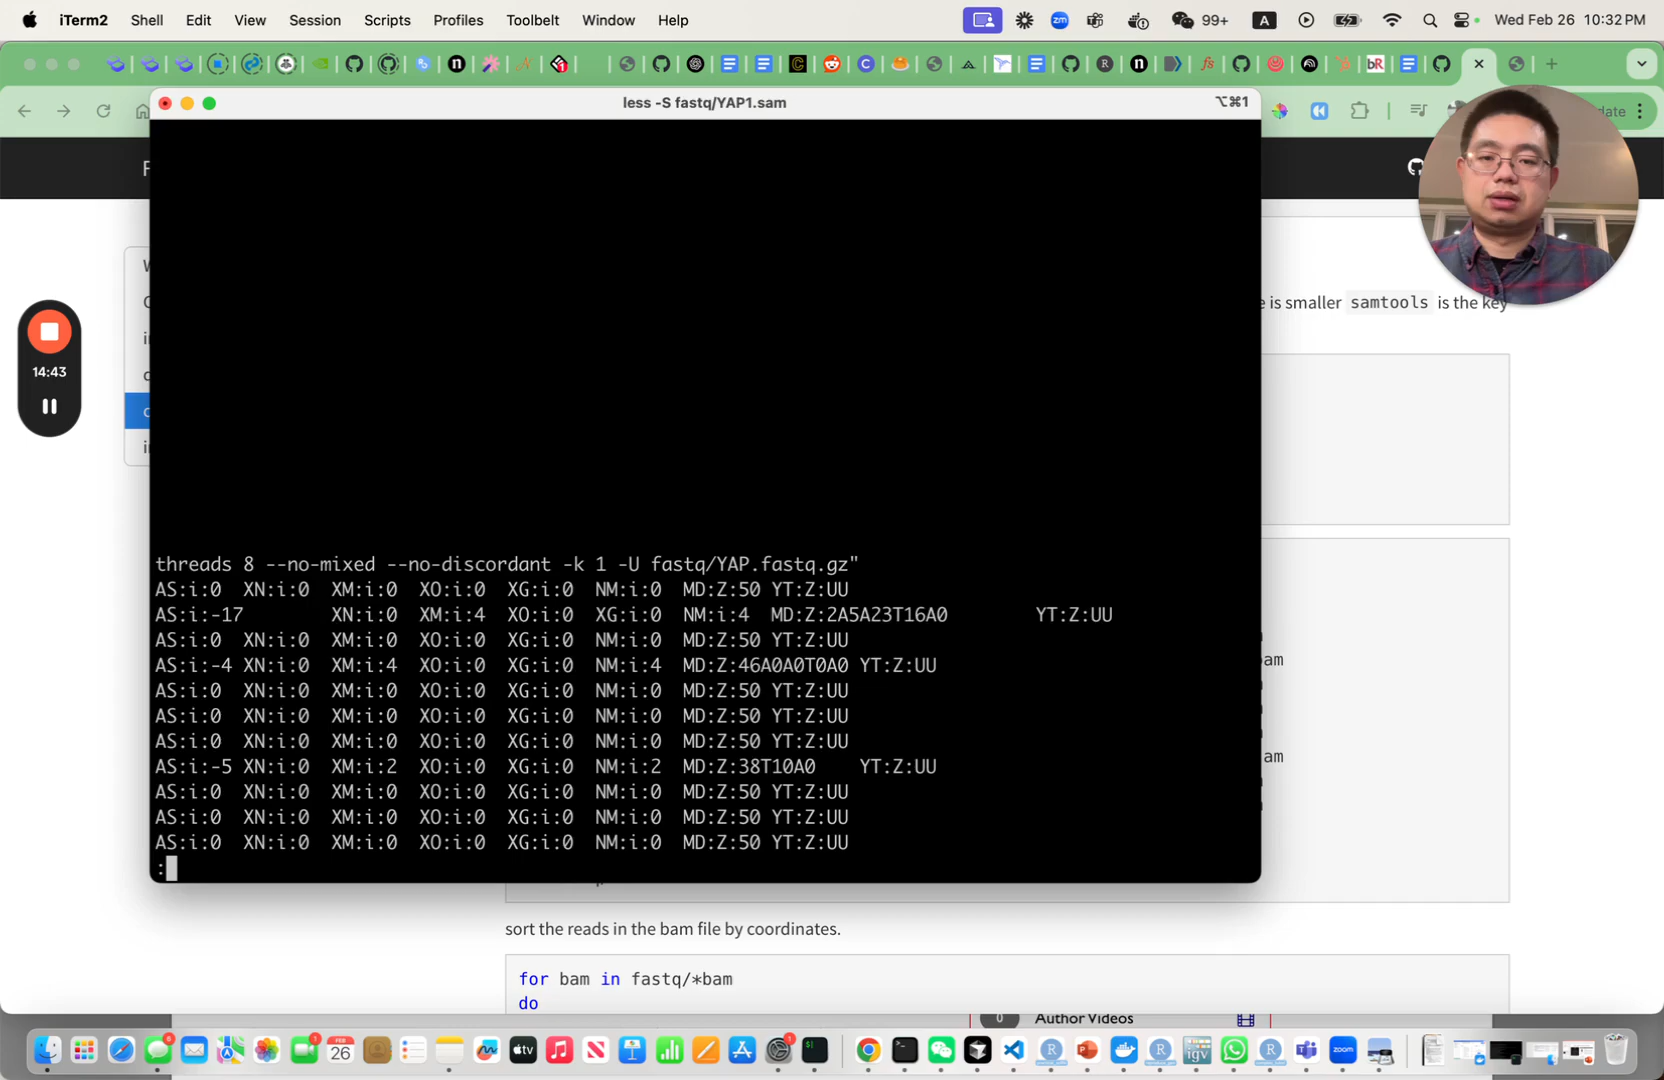 iTerm2 Shell Edit View Session Scripts Profiles Toolbelt Window Help
zm 99+ A Wed Feb 26 10:32 PM
less -S fastq/YAP1.sam
⌥⌘1
date
14:43
e is smaller samtools is the key
threads 8 --no-mixed --no-discordant -k 1 -U fastq/YAP.fastq.gz"
AS:i:0 XN:i:0 XM:i:0 XO:i:0 XG:i:0 NM:i:0 MD:Z:50 YT:Z:UU
AS:i:-17 XN:i:0 XM:i:4 XO:i:0 XG:i:0 NM:i:4 MD:Z:2A5A23T16A0 YT:Z:UU
AS:i:0 XN:i:0 XM:i:0 XO:i:0 XG:i:0 NM:i:0 MD:Z:50 YT:Z:UU
AS:i:-4 XN:i:0 XM:i:4 XO:i:0 XG:i:0 NM:i:4 MD:Z:46A0A0T0A0 YT:Z:UU
AS:i:0 XN:i:0 XM:i:0 XO:i:0 XG:i:0 NM:i:0 MD:Z:50 YT:Z:UU
AS:i:0 XN:i:0 XM:i:0 XO:i:0 XG:i:0 NM:i:0 MD:Z:50 YT:Z:UU
AS:i:0 XN:i:0 XM:i:0 XO:i:0 XG:i:0 NM:i:0 MD:Z:50 YT:Z:UU
AS:i:-5 XN:i:0 XM:i:2 XO:i:0 XG:i:0 NM:i:2 MD:Z:38T10A0 YT:Z:UU
AS:i:0 XN:i:0 XM:i:0 XO:i:0 XG:i:0 NM:i:0 MD:Z:50 YT:Z:UU
AS:i:0 XN:i:0 XM:i:0 XO:i:0 XG:i:0 NM:i:0 MD:Z:50 YT:Z:UU
AS:i:0 XN:i:0 XM:i:0 XO:i:0 XG:i:0 NM:i:0 MD:Z:50 YT:Z:UU
:
am
am
sort the reads in the bam file by coordinates.
for bam in fastq/*bam
do
0 Author Videos
FEB
26
tv
zoom
igv